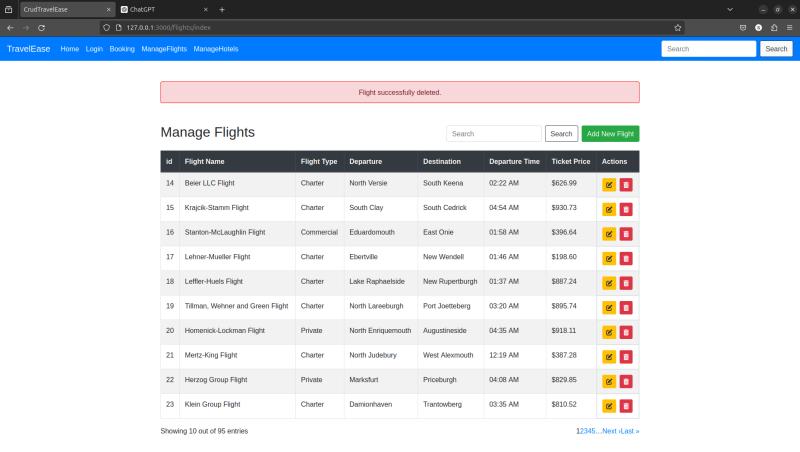 CrudTravelEase
ChatGPT
127.0.0.1:3000/flights/index
TravelEase Home Login Booking ManageFlights ManageHotels Search Search
Flight successfully deleted.
Manage Flights Search Search Add New Flight
id Flight Name Flight Type Departure Destination Departure Time Ticket Price Actions
14 Beier LLC Flight Charter North Versie South Keena 02:22 AM $626.99
15 Krajcik-Stamm Flight Charter South Clay South Cedrick 04:54 AM $930.73
16 Stanton-McLaughlin Flight Commercial Eduardomouth East Onie 01:58 AM $396.64
17 Lehner-Mueller Flight Charter Ebertville New Wendell 01:46 AM $198.60
18 Leffler-Huels Flight Charter Lake Raphaelside New Rupertburgh 01:37 AM $887.24
19 Tillman, Wehner and Green Flight Charter North Lareeburgh Port Joetteberg 03:20 AM $895.74
20 Homenick-Lockman Flight Private North Enriquemouth Augustineside 04:35 AM $918.11
21 Mertz-King Flight Charter North Judebury West Alexmouth 12:19 AM $387.28
22 Herzog Group Flight Private Marksfurt Priceburgh 04:08 AM $829.85
23 Klein Group Flight Charter Damionhaven Trantowberg 03:35 AM $810.52
Showing 10 out of 95 entries 12345…Next ›Last »